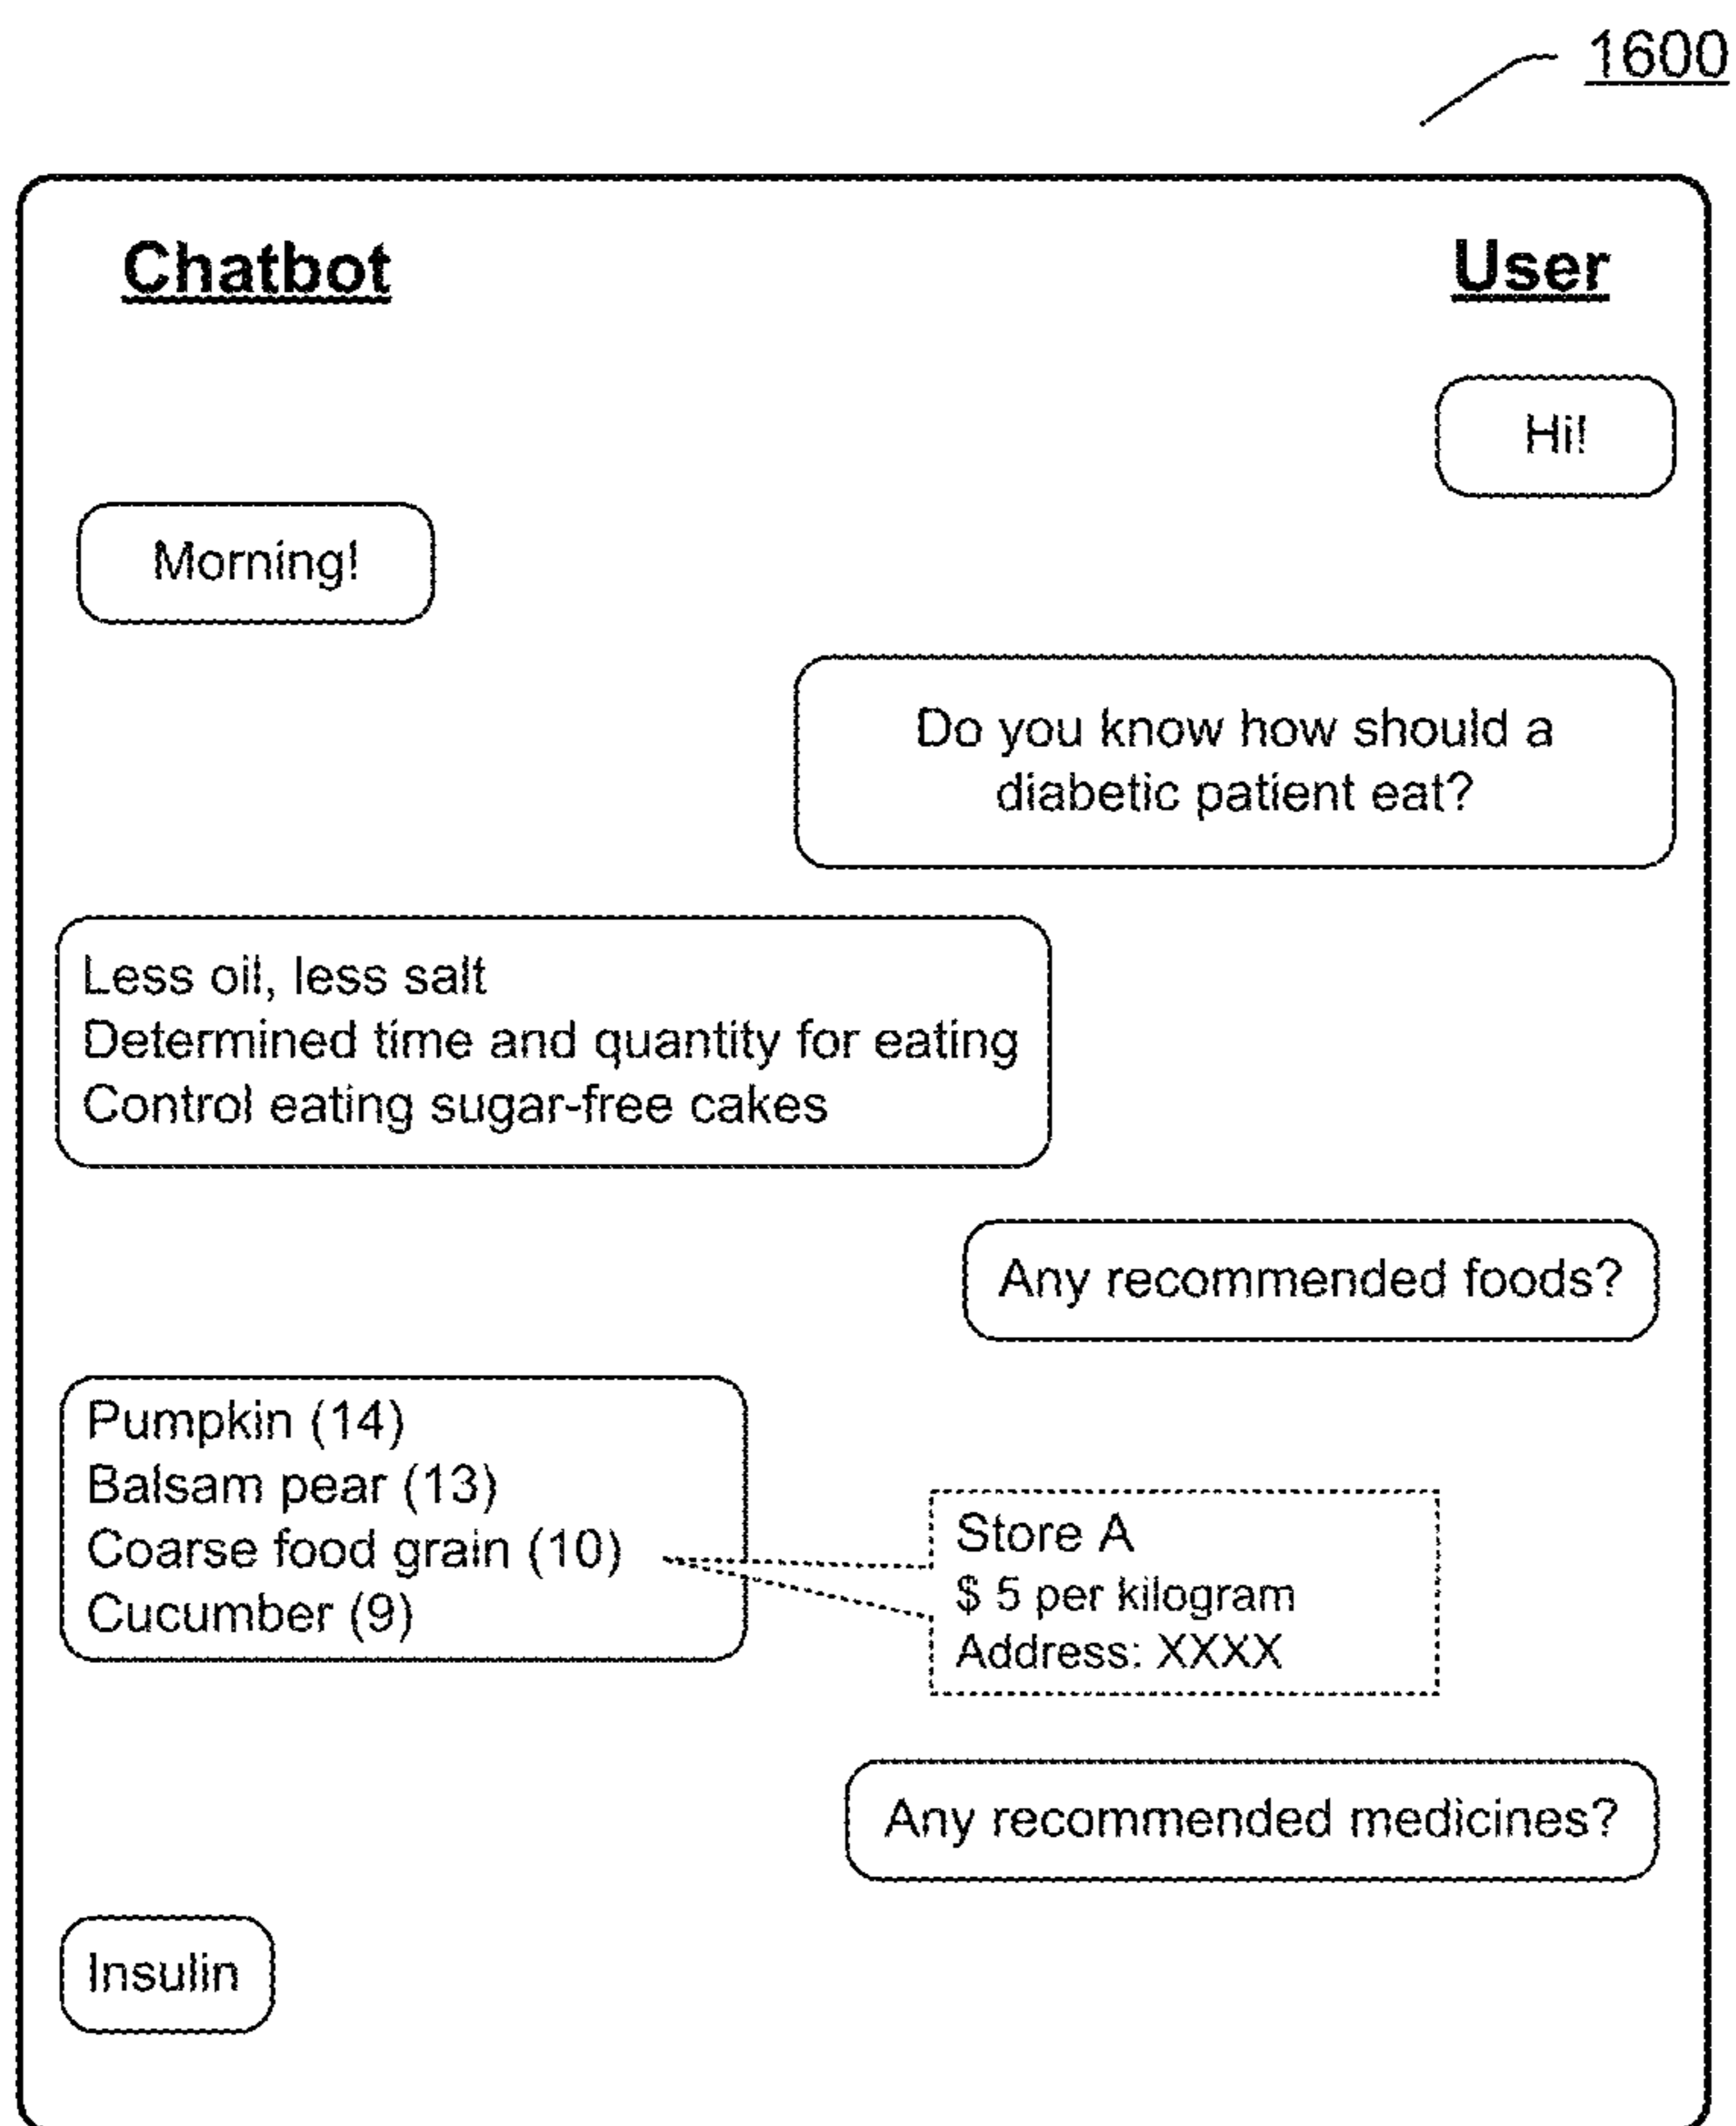 1600
Chatbot
User
Hi!
Morning!
Do you know how should a
diabetic patient eat?
Less oil, less salt
Determined time and quantity for eating
Control eating sugar-free cakes
Any recommended foods?
Pumpkin (14)
Balsam pear (13)
Coarse food grain (10)
Cucumber (9)
Store A
$ 5 per kilogram
Address: XXXX
Any recommended medicines?
Insulin